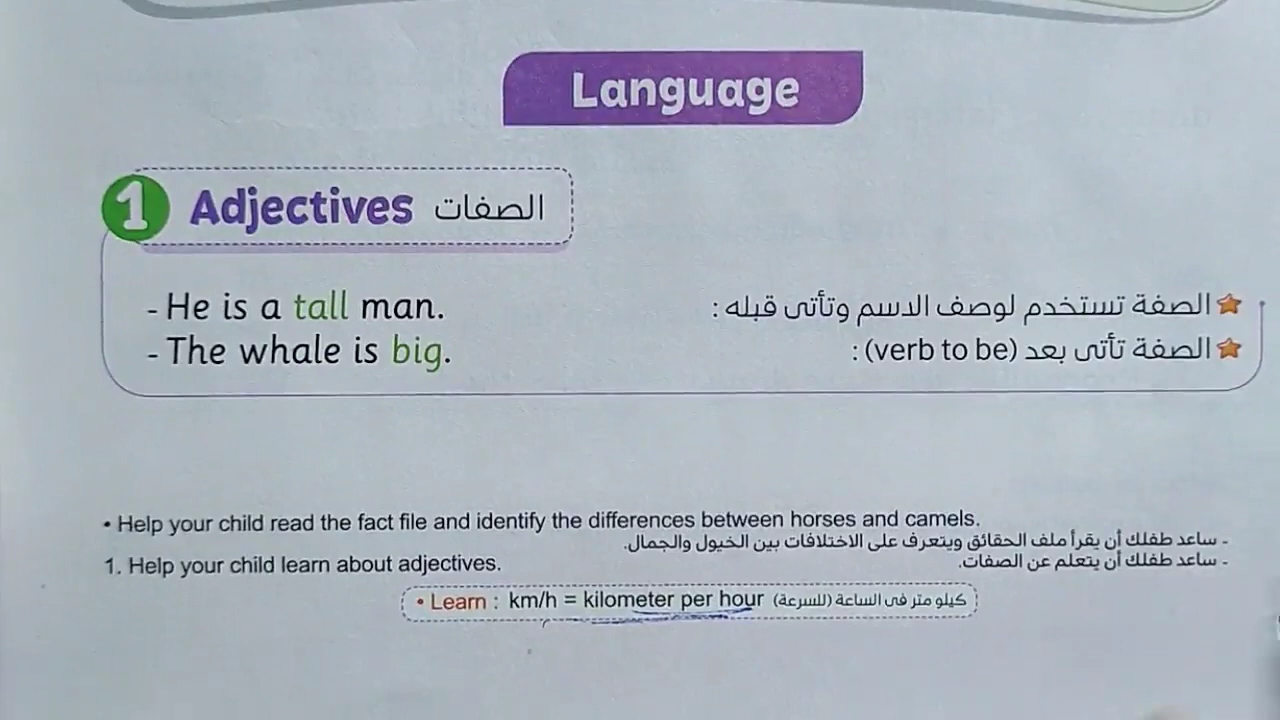 Language
1 Adjectives الصفات
- He is a tall man. الصفة تستخدم لوصف الاسم وتأتى قبله :
- The whale is big. الصفة تأتى بعد (verb to be) :
• Help your child read the fact file and identify the differences between horses and camels.
- ساعد طفلك أن يقرأ ملف الحقائق ويتعرف على الاختلافات بين الخيول والجمال.
1. Help your child learn about adjectives. - ساعد طفلك أن يتعلم عن الصفات.
• Learn : km/h = kilometer per hour كيلو متر فى الساعة (للسرعة)